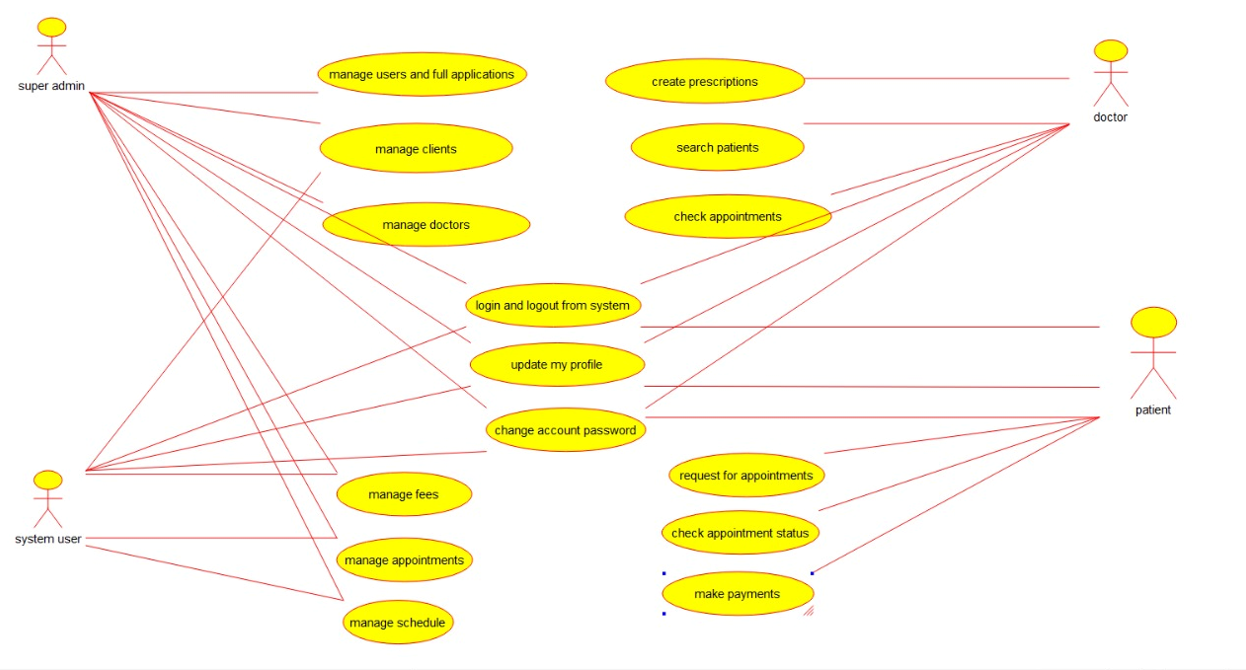 super admin
manage users and full applications
create prescriptions
doctor
manage clients
search patients
manage doctors
check appointments
login and logout from system
update my profile
patient
change account password
request for appointments
manage fees
system user
check appointment status
manage appointments
make payments
manage schedule